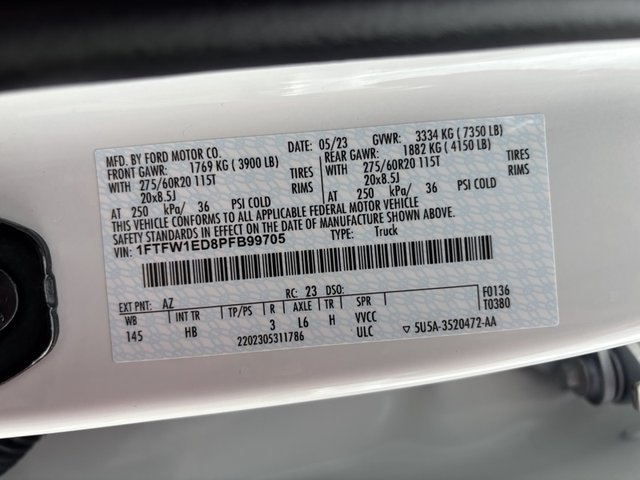 MFD. BY FORD MOTOR CO. DATE: 05/23 GVWR: 3334 KG (7350 LB)
FRONT GAWR: 1769 KG (3900 LB) REAR GAWR: 1882 KG (4150 LB)
WITH 275/60R20 115T TIRES WITH 275/60R20 115T TIRES
20x8.5J RIMS 20x8.5J RIMS
AT 250 kPa/ 36 PSI COLD AT 250 kPa/ 36 PSI COLD
THIS VEHICLE CONFORMS TO ALL APPLICABLE FEDERAL MOTOR VEHICLE
SAFETY STANDARDS IN EFFECT ON THE DATE OF MANUFACTURE SHOWN ABOVE.
VIN: 1FTFW1ED8PFB99705 TYPE: Truck
EXT PNT: AZ RC: 23 DSO: F0136
WB INT TR TP/PS R AXLE TR SPR T0380
145 HB 3 L6 H VVCC
2202305311786 ULC ▽ 5U5A-3520472-AA